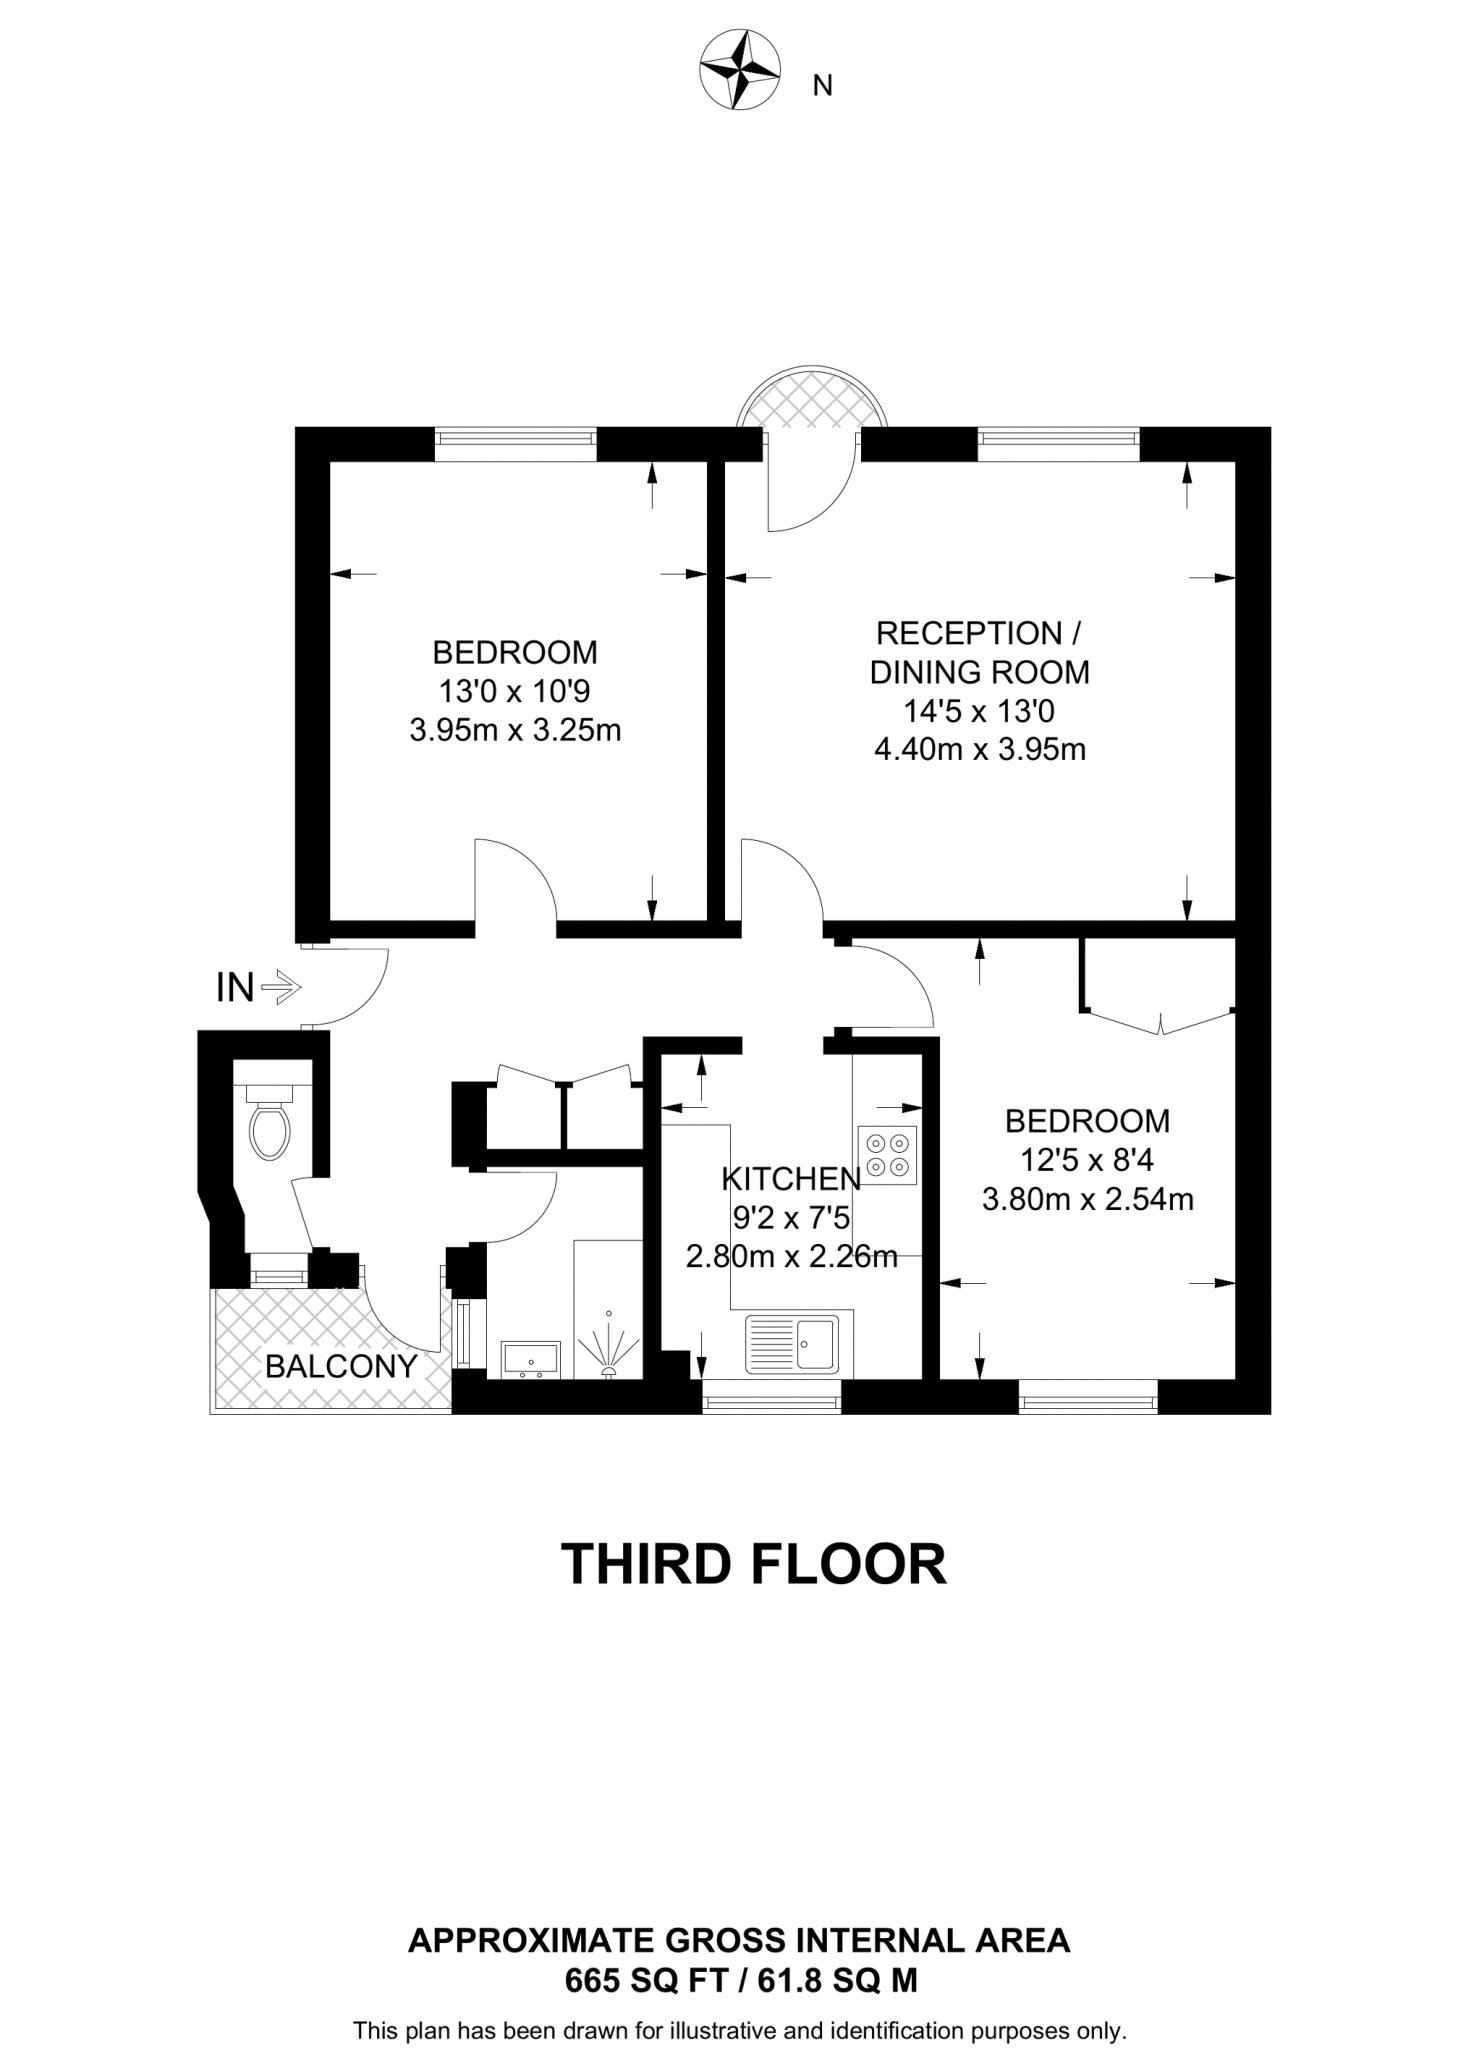 N
BEDROOM
13'0 x 10'9
3.95m x 3.25m
RECEPTION /
DINING ROOM
14'5 x 13'0
4.40m x 3.95m
IN
BEDROOM
12'5 x 8'4
3.80m x 2.54m
KITCHEN
9'2 x 7'5
2.80m x 2.26m
BALCONY
THIRD FLOOR
APPROXIMATE GROSS INTERNAL AREA
665 SQ FT / 61.8 SQ M
This plan has been drawn for illustrative and identification purposes only.